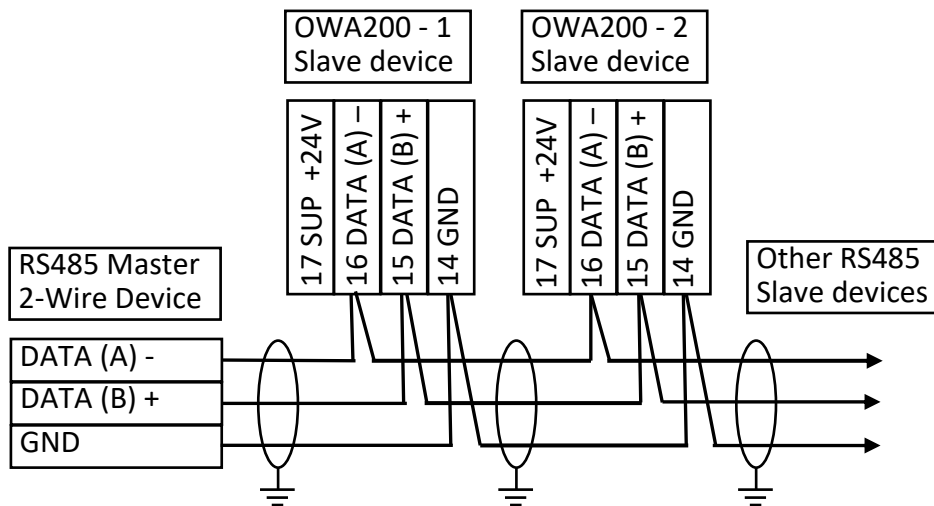 OWA200 - 1
Slave device
OWA200 - 2
Slave device
17 SUP  +24V
16 DATA (A) –
15 DATA (B) +
14 GND
17 SUP  +24V
16 DATA (A) –
15 DATA (B) +
14 GND
RS485 Master
2-Wire Device
Other RS485
Slave devices
DATA (A) -
DATA (B) +
GND